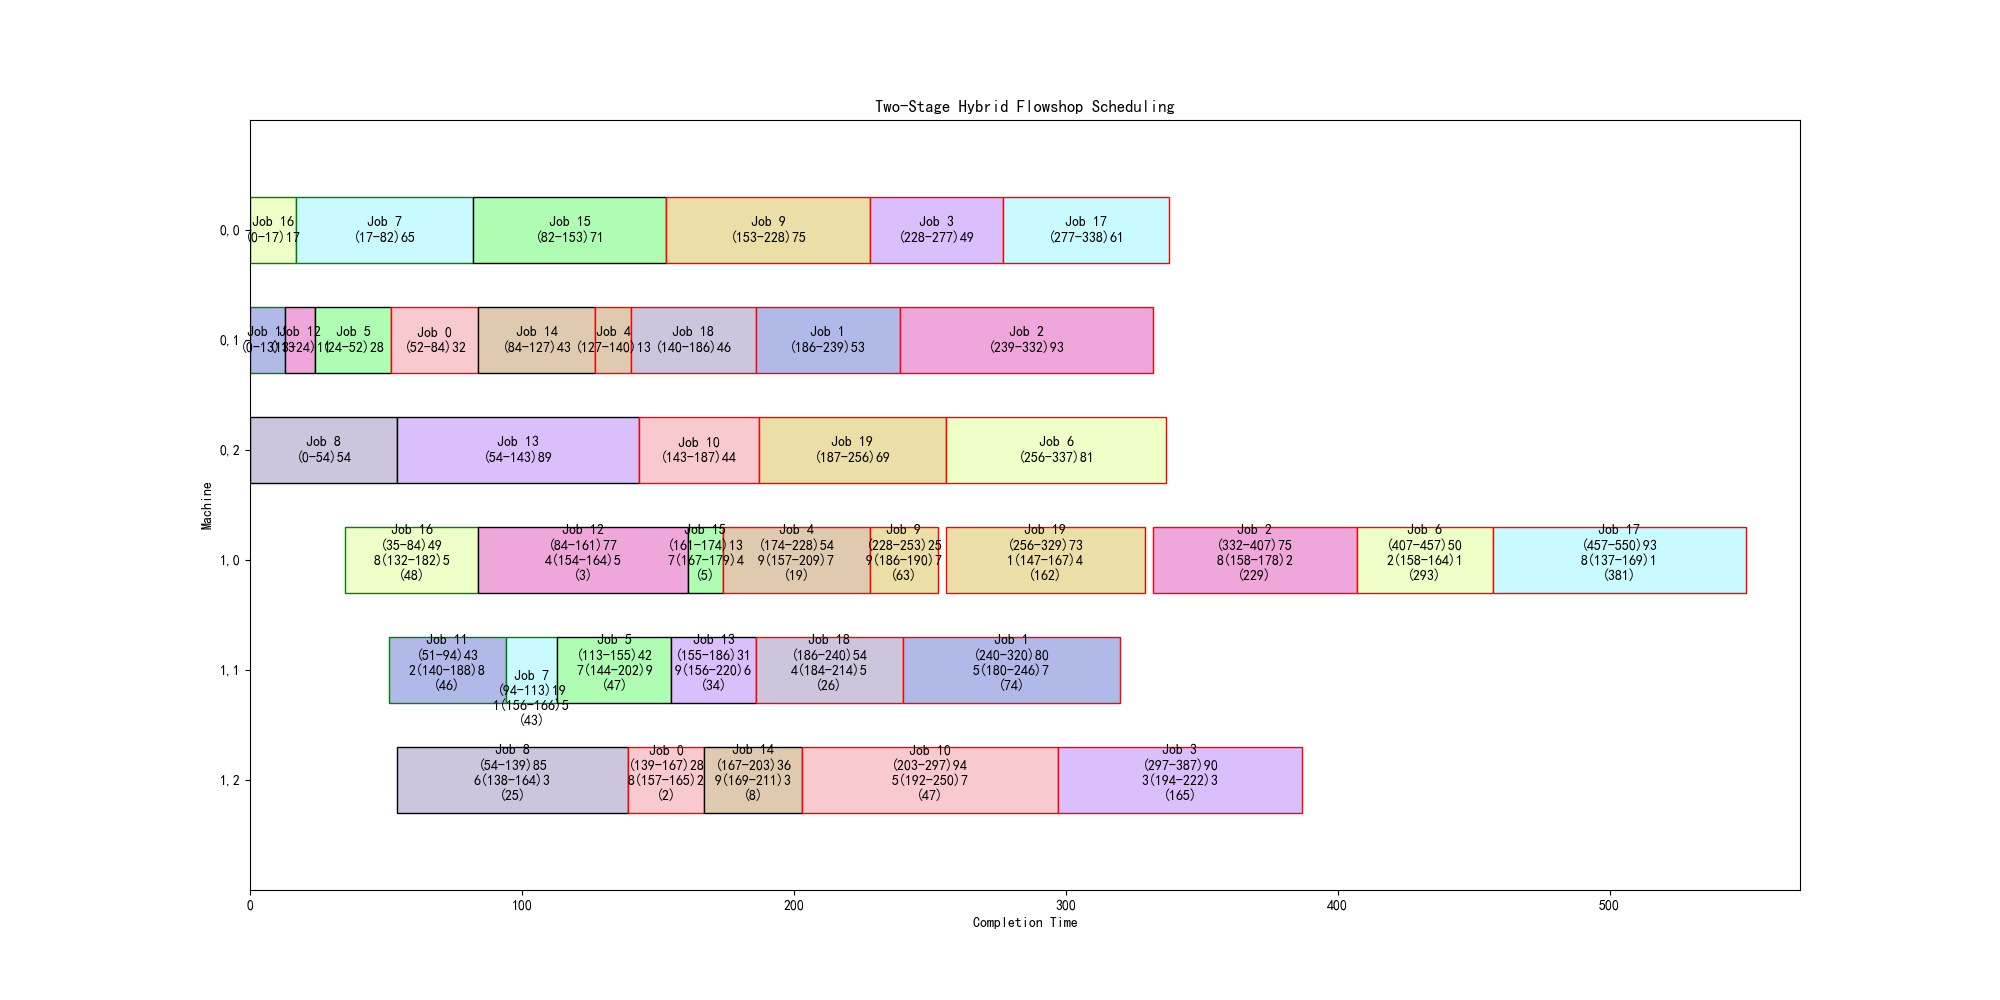 Two-Stage Hybrid Flowshop Scheduling
Machine
0,0
Job 16
(0-17)17
Job 7
(17-82)65
Job 15
(82-153)71
Job 9
(153-228)75
Job 3
(228-277)49
Job 17
(277-338)61
0,1
Job 12
Job 5
(24-52)28
Job 0
(52-84)32
Job 14
(84-127)43
Job 4
(127-140)13
Job 18
(140-186)46
Job 1
(186-239)53
Job 2
(239-332)93
0,2
Job 8
(0-54)54
Job 13
(54-143)89
Job 10
(143-187)44
Job 19
(187-256)69
Job 6
(256-337)81
1,0
Job 16
(35-84)49
8(132-182)5
(48)
Job 12
(84-161)77
4(154-164)5
(3)
Job 15
(161-174)13
7(167-179)4
(5)
Job 4
(174-228)54
9(157-209)7
(19)
Job 9
(228-253)25
9(186-190)7
(63)
Job 19
(256-329)73
1(147-167)4
(162)
Job 2
(332-407)75
8(158-178)2
(229)
Job 6
(407-457)50
2(158-164)1
(293)
Job 17
(457-550)93
8(137-169)1
(381)
1,1
Job 11
(51-94)43
2(140-188)8
(46)
Job 7
(94-113)19
1(156-166)5
(43)
Job 5
(113-155)42
7(144-202)9
(47)
Job 13
(155-186)31
9(156-220)6
(34)
Job 18
(186-240)54
4(184-214)5
(26)
Job 1
(240-320)80
5(180-246)7
(74)
1,2
Job 8
(54-139)85
6(138-164)3
(25)
Job 0
(139-167)28
8(157-165)2
(2)
Job 14
(167-203)36
9(169-211)3
(8)
Job 10
(203-297)94
5(192-250)7
(47)
Job 3
(297-387)90
3(194-222)3
(165)
0
100
200
300
400
500
Completion Time